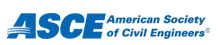 ASCE American Society
of Civil Engineers®